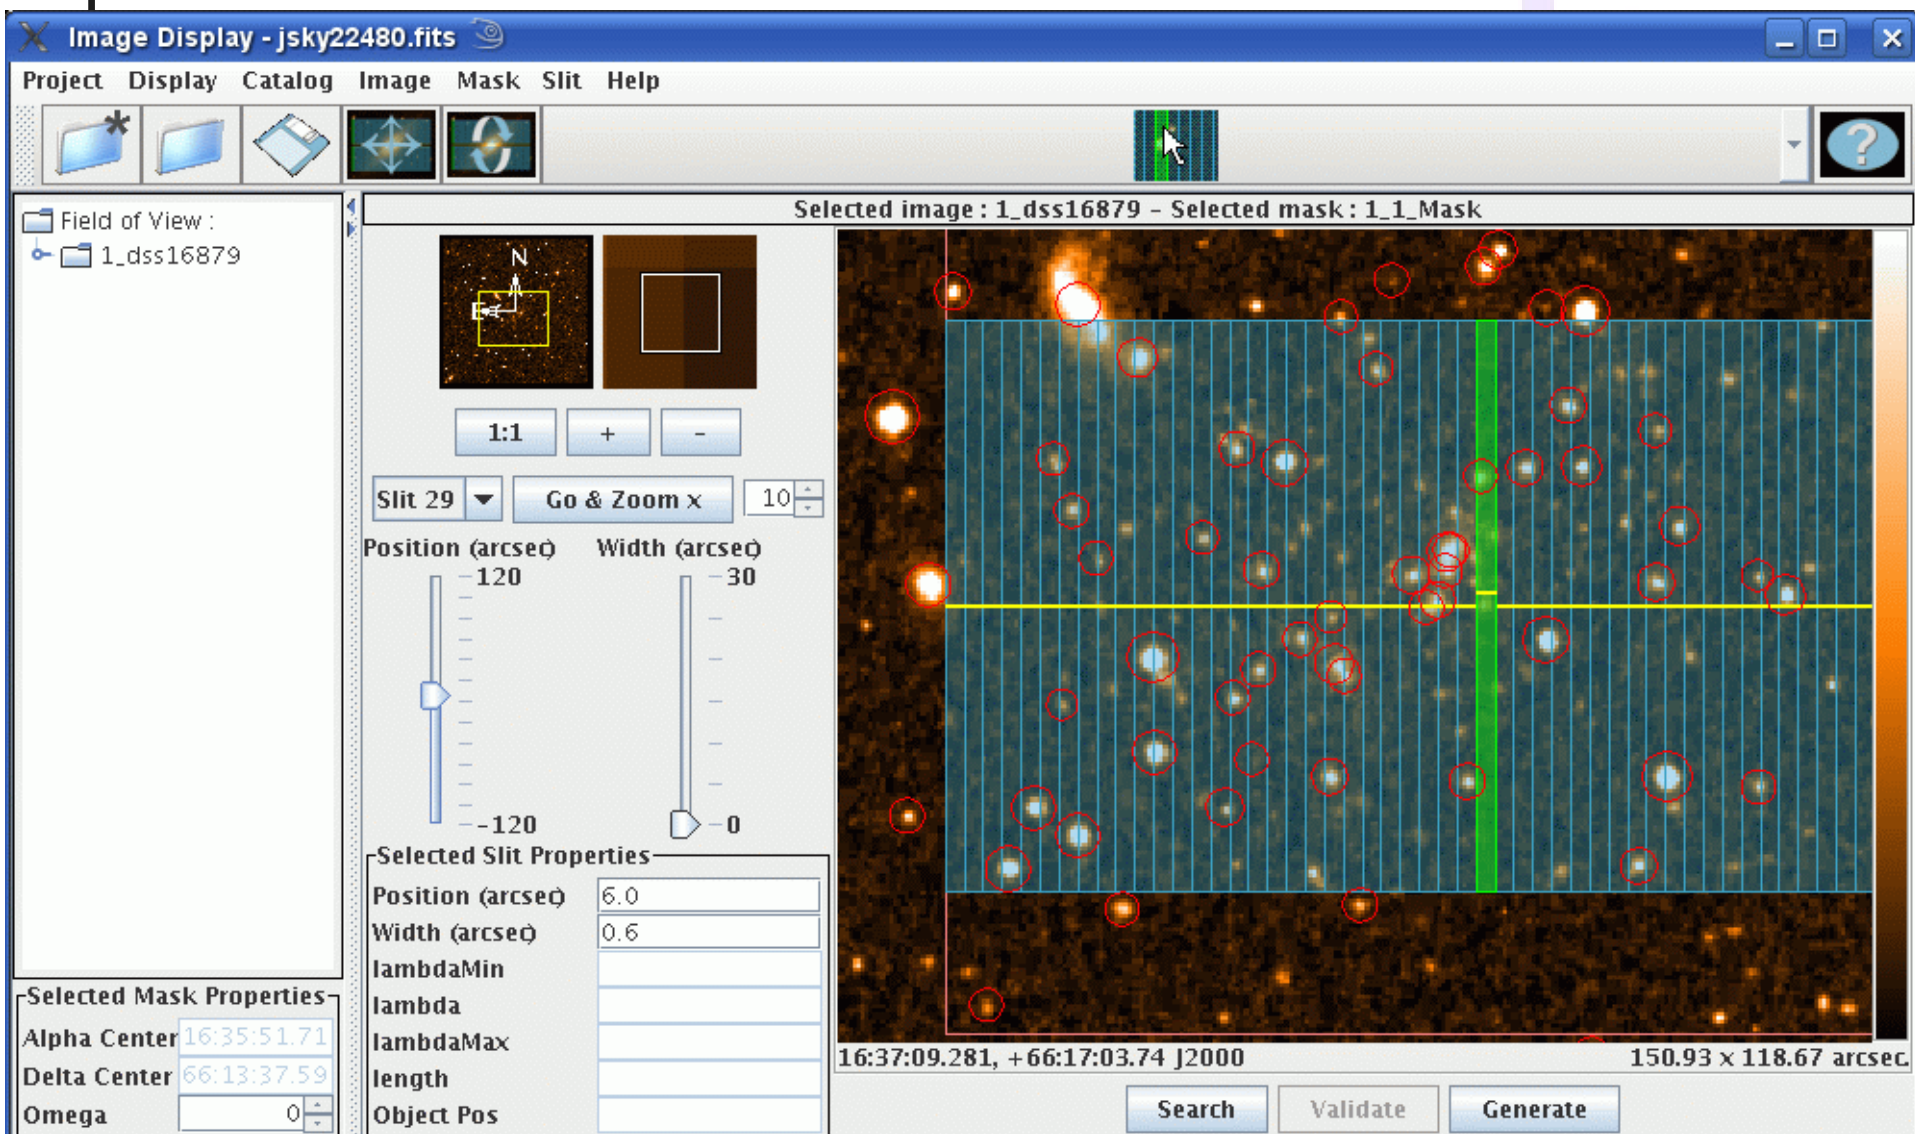 Image Display - jsky22480.fits
Project Display Catalog Image Mask Slit Help
Selected image : 1_dss16879 - Selected mask : 1_1_Mask
Field of View :
1_dss16879
N
E
1:1 + -
Slit 29 Go & Zoom x 10
Position (arcsec) Width (arcsec)
120 30
-120 0
Selected Slit Properties
Position (arcsec) 6.0
Width (arcsec) 0.6
lambdaMin
lambda
lambdaMax
length
Object Pos
Selected Mask Properties
Alpha Center 16:35:51.71
Delta Center 66:13:37.59
Omega 0
16:37:09.281, +66:17:03.74 J2000 150.93 x 118.67 arcsec.
Search Validate Generate